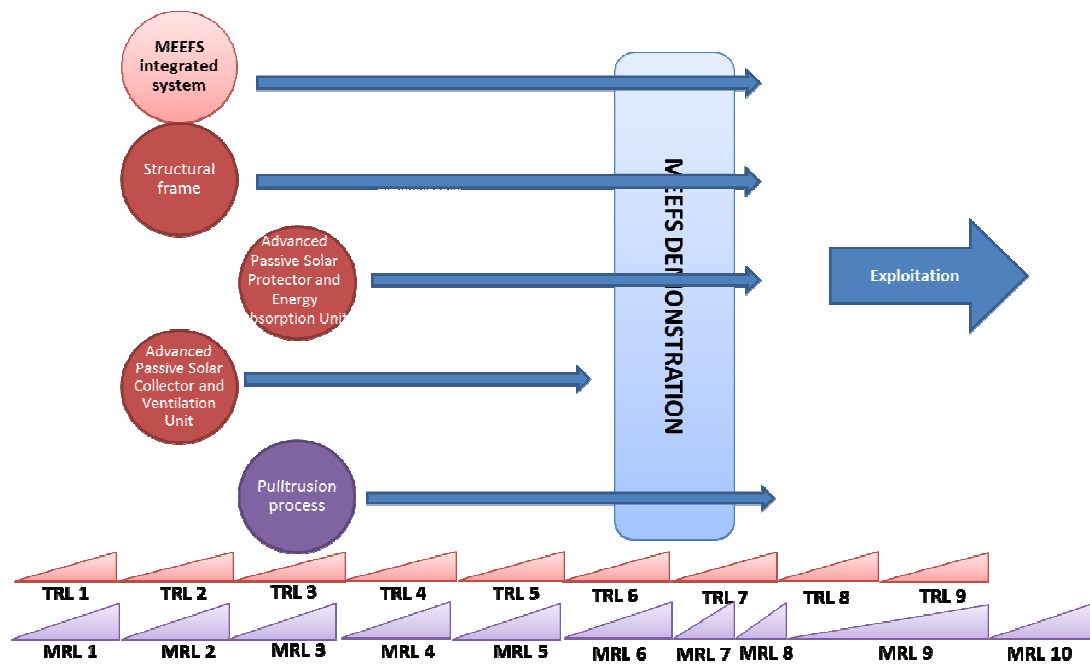 MEEFS
integrated
system
Structural
frame
Advanced
Passive Solar
Protector and
Energy
bsorption Unit
Advanced
Passive Solar
Collector and
Ventilation
Unit
Pulltrusion
process
MEEFS DEMONSTRATION
Exploitation
TRL 1 TRL 2 TRL 3 TRL 4 TRL 5 TRL 6 TRL 7 TRL 8 TRL 9
MRL 1 MRL 2 MRL 3 MRL 4 MRL 5 MRL 6 MRL 7 MRL 8 MRL 9 MRL 10